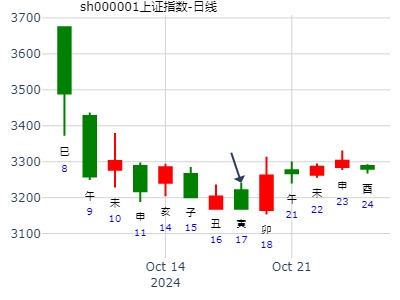 sh000001上证指数-日线
3700
3600
3500
3400
3300
3200
3100
巳
8
午
9
未
10
申
11
亥
14
子
15
丑
16
寅
17
卯
18
午
21
未
22
申
23
酉
24
Oct 14
2024
Oct 21